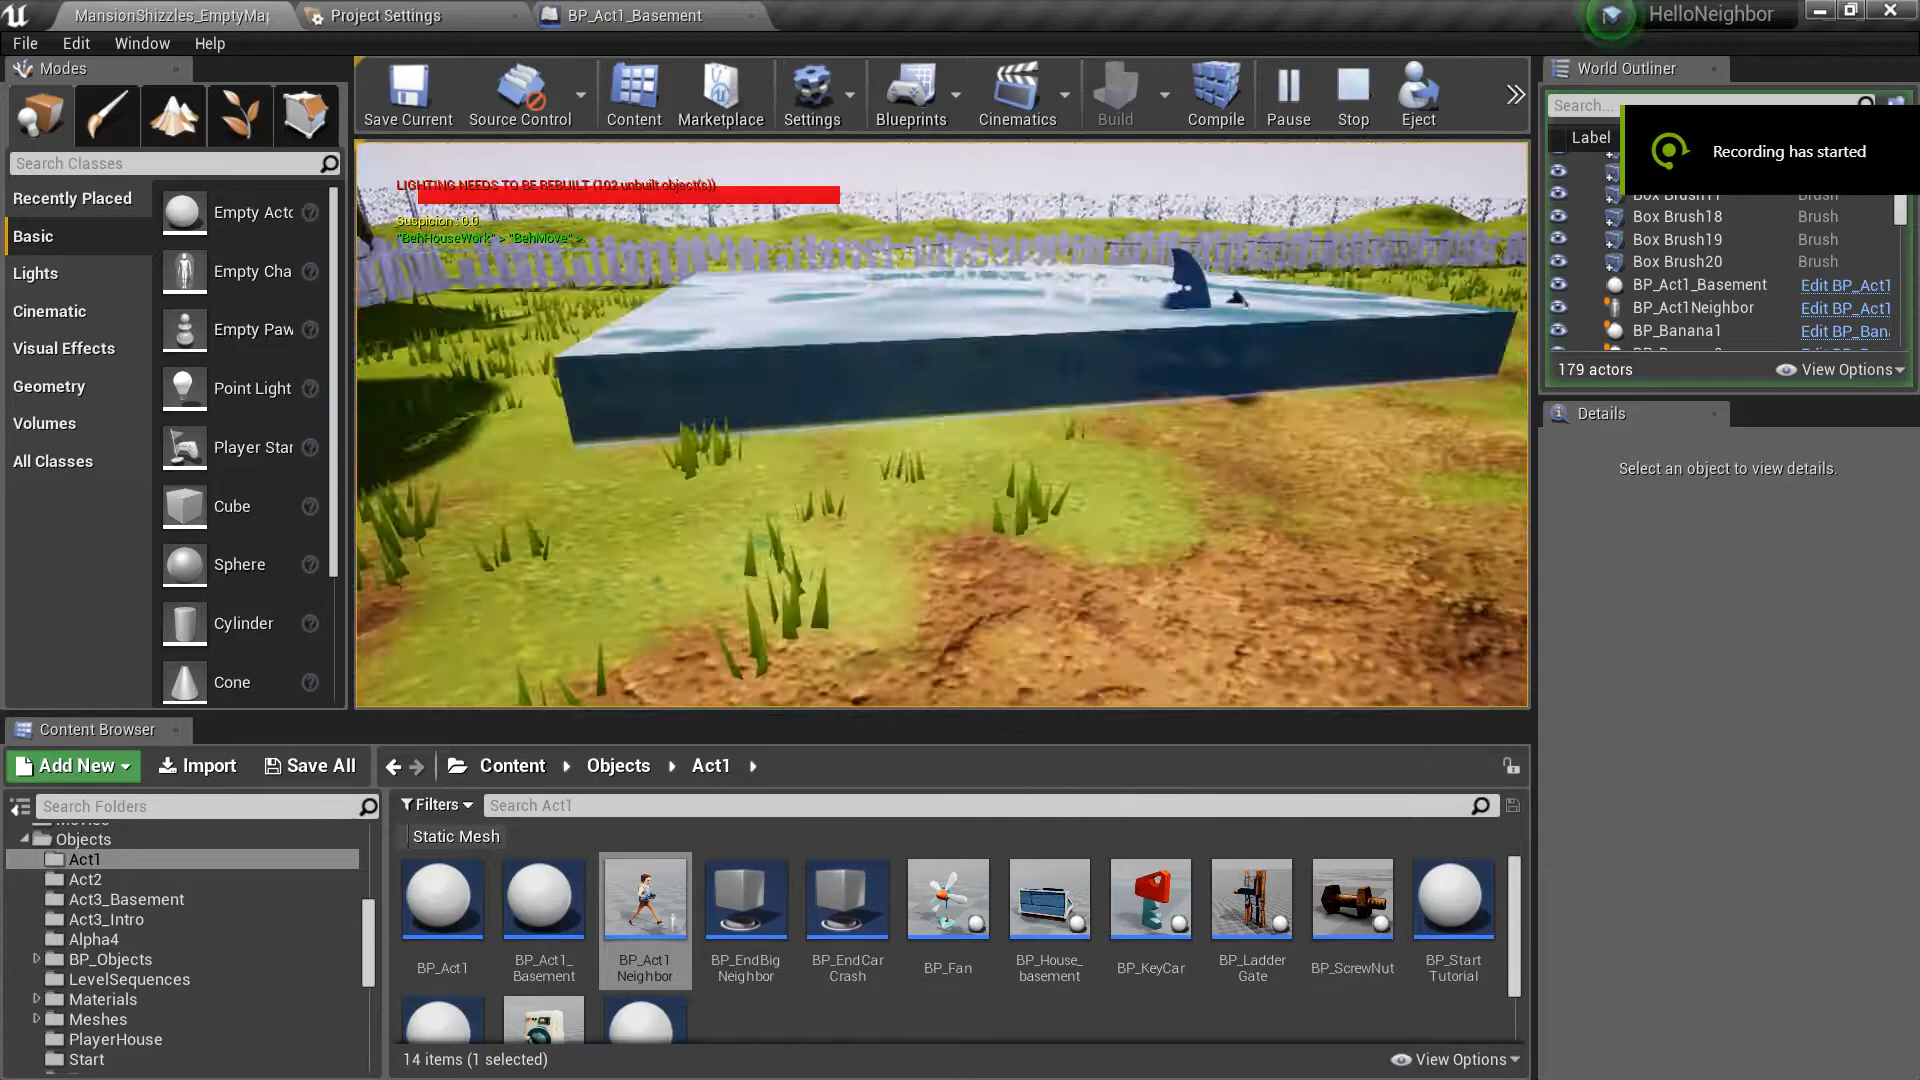 MansionShizzles_EmptyMa
Project Settings
BP_Act1_Basement
HelloNeighbor
File
Edit
Window
Help
Modes
Save Current
Source Control
Content
Marketplace
Settings
Blueprints
Cinematics
Build
Compile
Pause
Stop
Eject
World Outliner
Search...
Label
Recording has started
Search Classes
Recently Placed
Basic
Lights
Cinematic
Visual Effects
Geometry
Volumes
All Classes
Empty Acto
Empty Cha
Empty Paw
Point Light
Player Star
Cube
Sphere
Cylinder
Cone
LIGHTING NEEDS TO BE REBUILT (102 unbuilt object(s))
Suspicion : 0.0
"BehHouseWork" > "BehMove" >
Box Brush17
Box Brush18 Brush
Box Brush19 Brush
Box Brush20 Brush
BP_Act1_Basement Edit BP_Act1
BP_Act1Neighbor Edit BP_Act1
BP_Banana1 Edit BP_Ban
179 actors
View Options
Details
Select an object to view details.
Content Browser
Add New
Import
Save All
Content
Objects
Act1
Search Folders
Filters
Search Act1
Static Mesh
Movies
Objects
Act1
Act2
Act3_Basement
Act3_Intro
Alpha4
BP_Objects
LevelSequences
Materials
Meshes
PlayerHouse
Start
BP_Act1
BP_Act1_
Basement
BP_Act1
Neighbor
BP_EndBig
Neighbor
BP_EndCar
Crash
BP_Fan
BP_House_
basement
BP_KeyCar
BP_Ladder
Gate
BP_ScrewNut
BP_Start
Tutorial
14 items (1 selected)
View Options